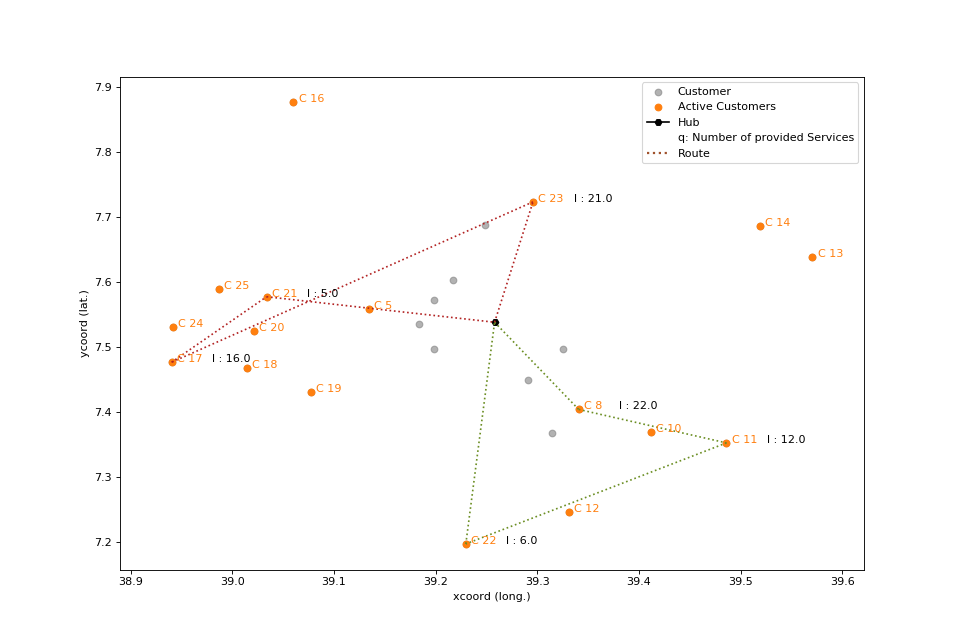 7.9
7.8
7.7
7.6
7.5
7.4
7.3
7.2
ycoord (lat.)
38.9 39.0 39.1 39.2 39.3 39.4 39.5 39.6
xcoord (long.)
Customer
Active Customers
Hub
q: Number of provided Services
Route
C 16
C 23 I : 21.0
C 14
C 13
C 25
C 21 I : 5.0
C 5
C 24
C 20
C 17 I : 16.0
C 18
C 19
C 8 I : 22.0
C 10
C 11 I : 12.0
C 12
C 22 I : 6.0